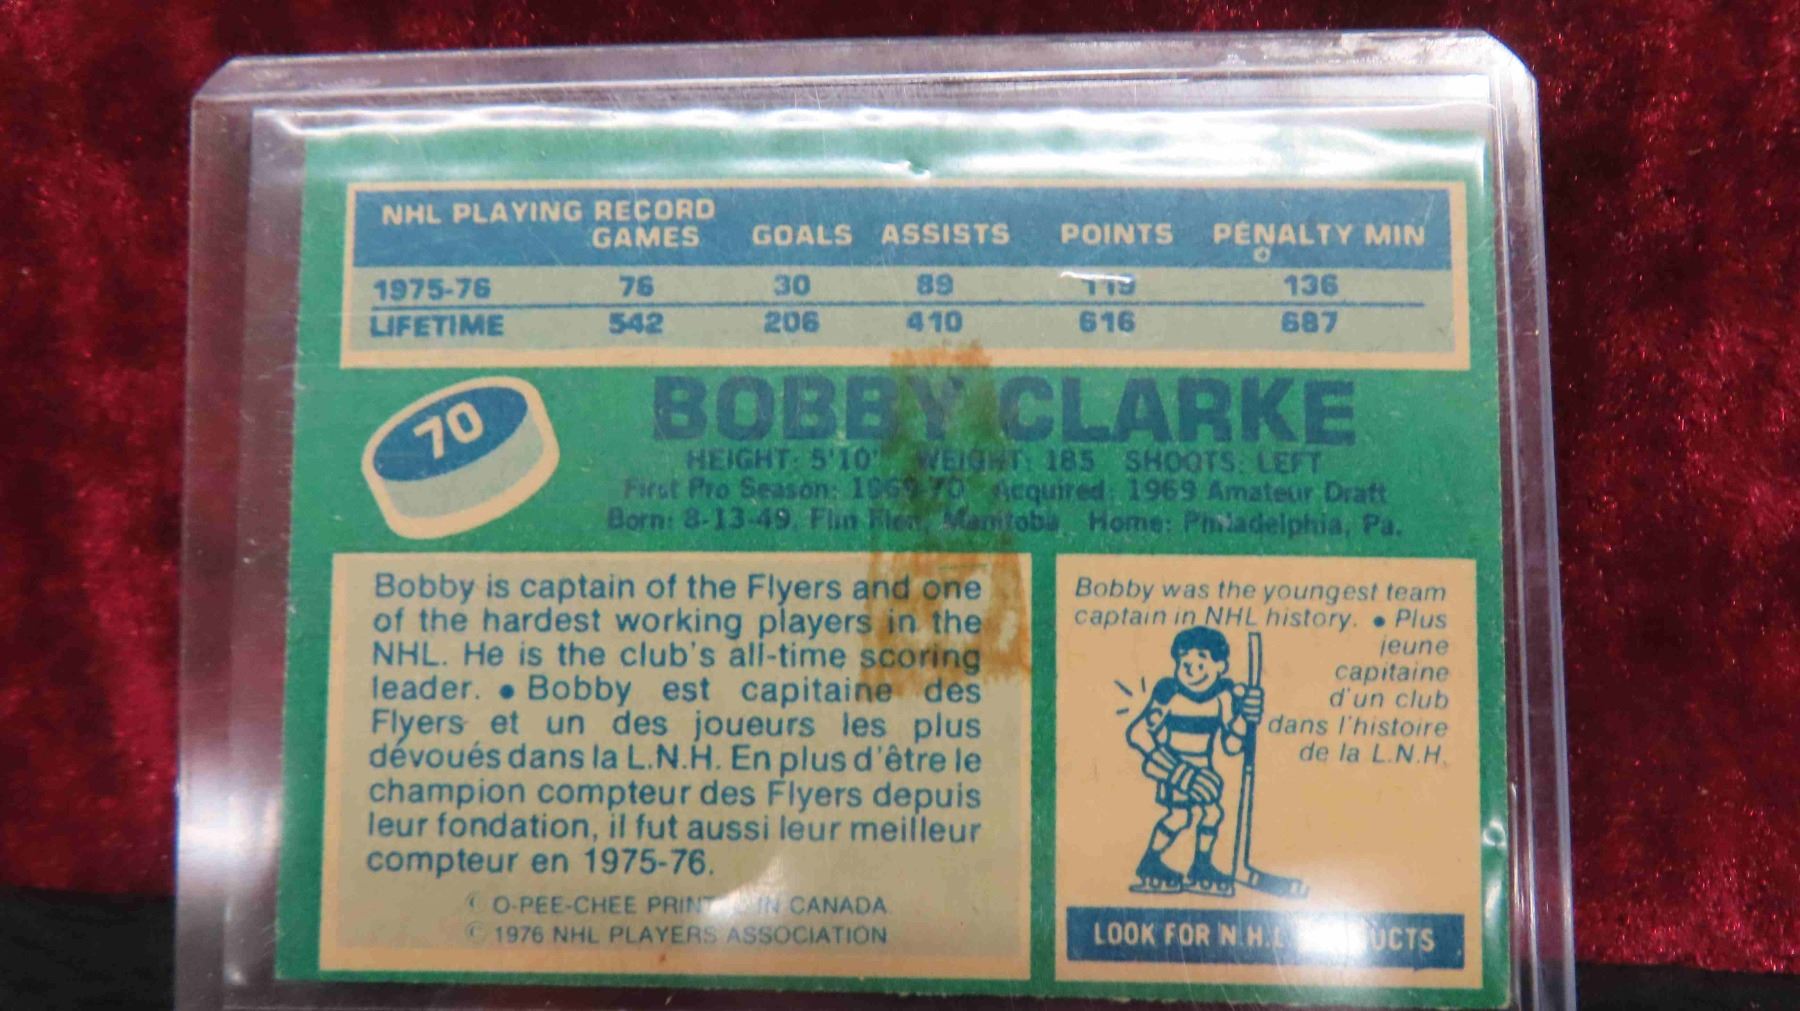 NHL PLAYING RECORD
GAMES GOALS ASSISTS POINTS PENALTY MIN
1975-76 76 30 89 119 136
LIFETIME 542 206 410 616 687
70
BOBBY CLARKE
HEIGHT: 5'10" WEIGHT: 185 SHOOTS: LEFT
First Pro Season: 1969-70 Acquired: 1969 Amateur Draft
Born: 8-13-49, Flin Flon, Manitoba Home: Philadelphia, Pa.
Bobby is captain of the Flyers and one
of the hardest working players in the
NHL. He is the club's all-time scoring
leader. • Bobby est capitaine des
Flyers et un des joueurs les plus
dévoués dans la L.N.H. En plus d'être le
champion compteur des Flyers depuis
leur fondation, il fut aussi leur meilleur
compteur en 1975-76.
© O-PEE-CHEE IN CANADA
© 1976 NHL PLAYERS ASSOCIATION
Bobby was the youngest team
captain in NHL history. • Plus
jeune
capitaine
d'un club
dans l'histoire
de la L.N.H.
LOOK FOR N.H.L.